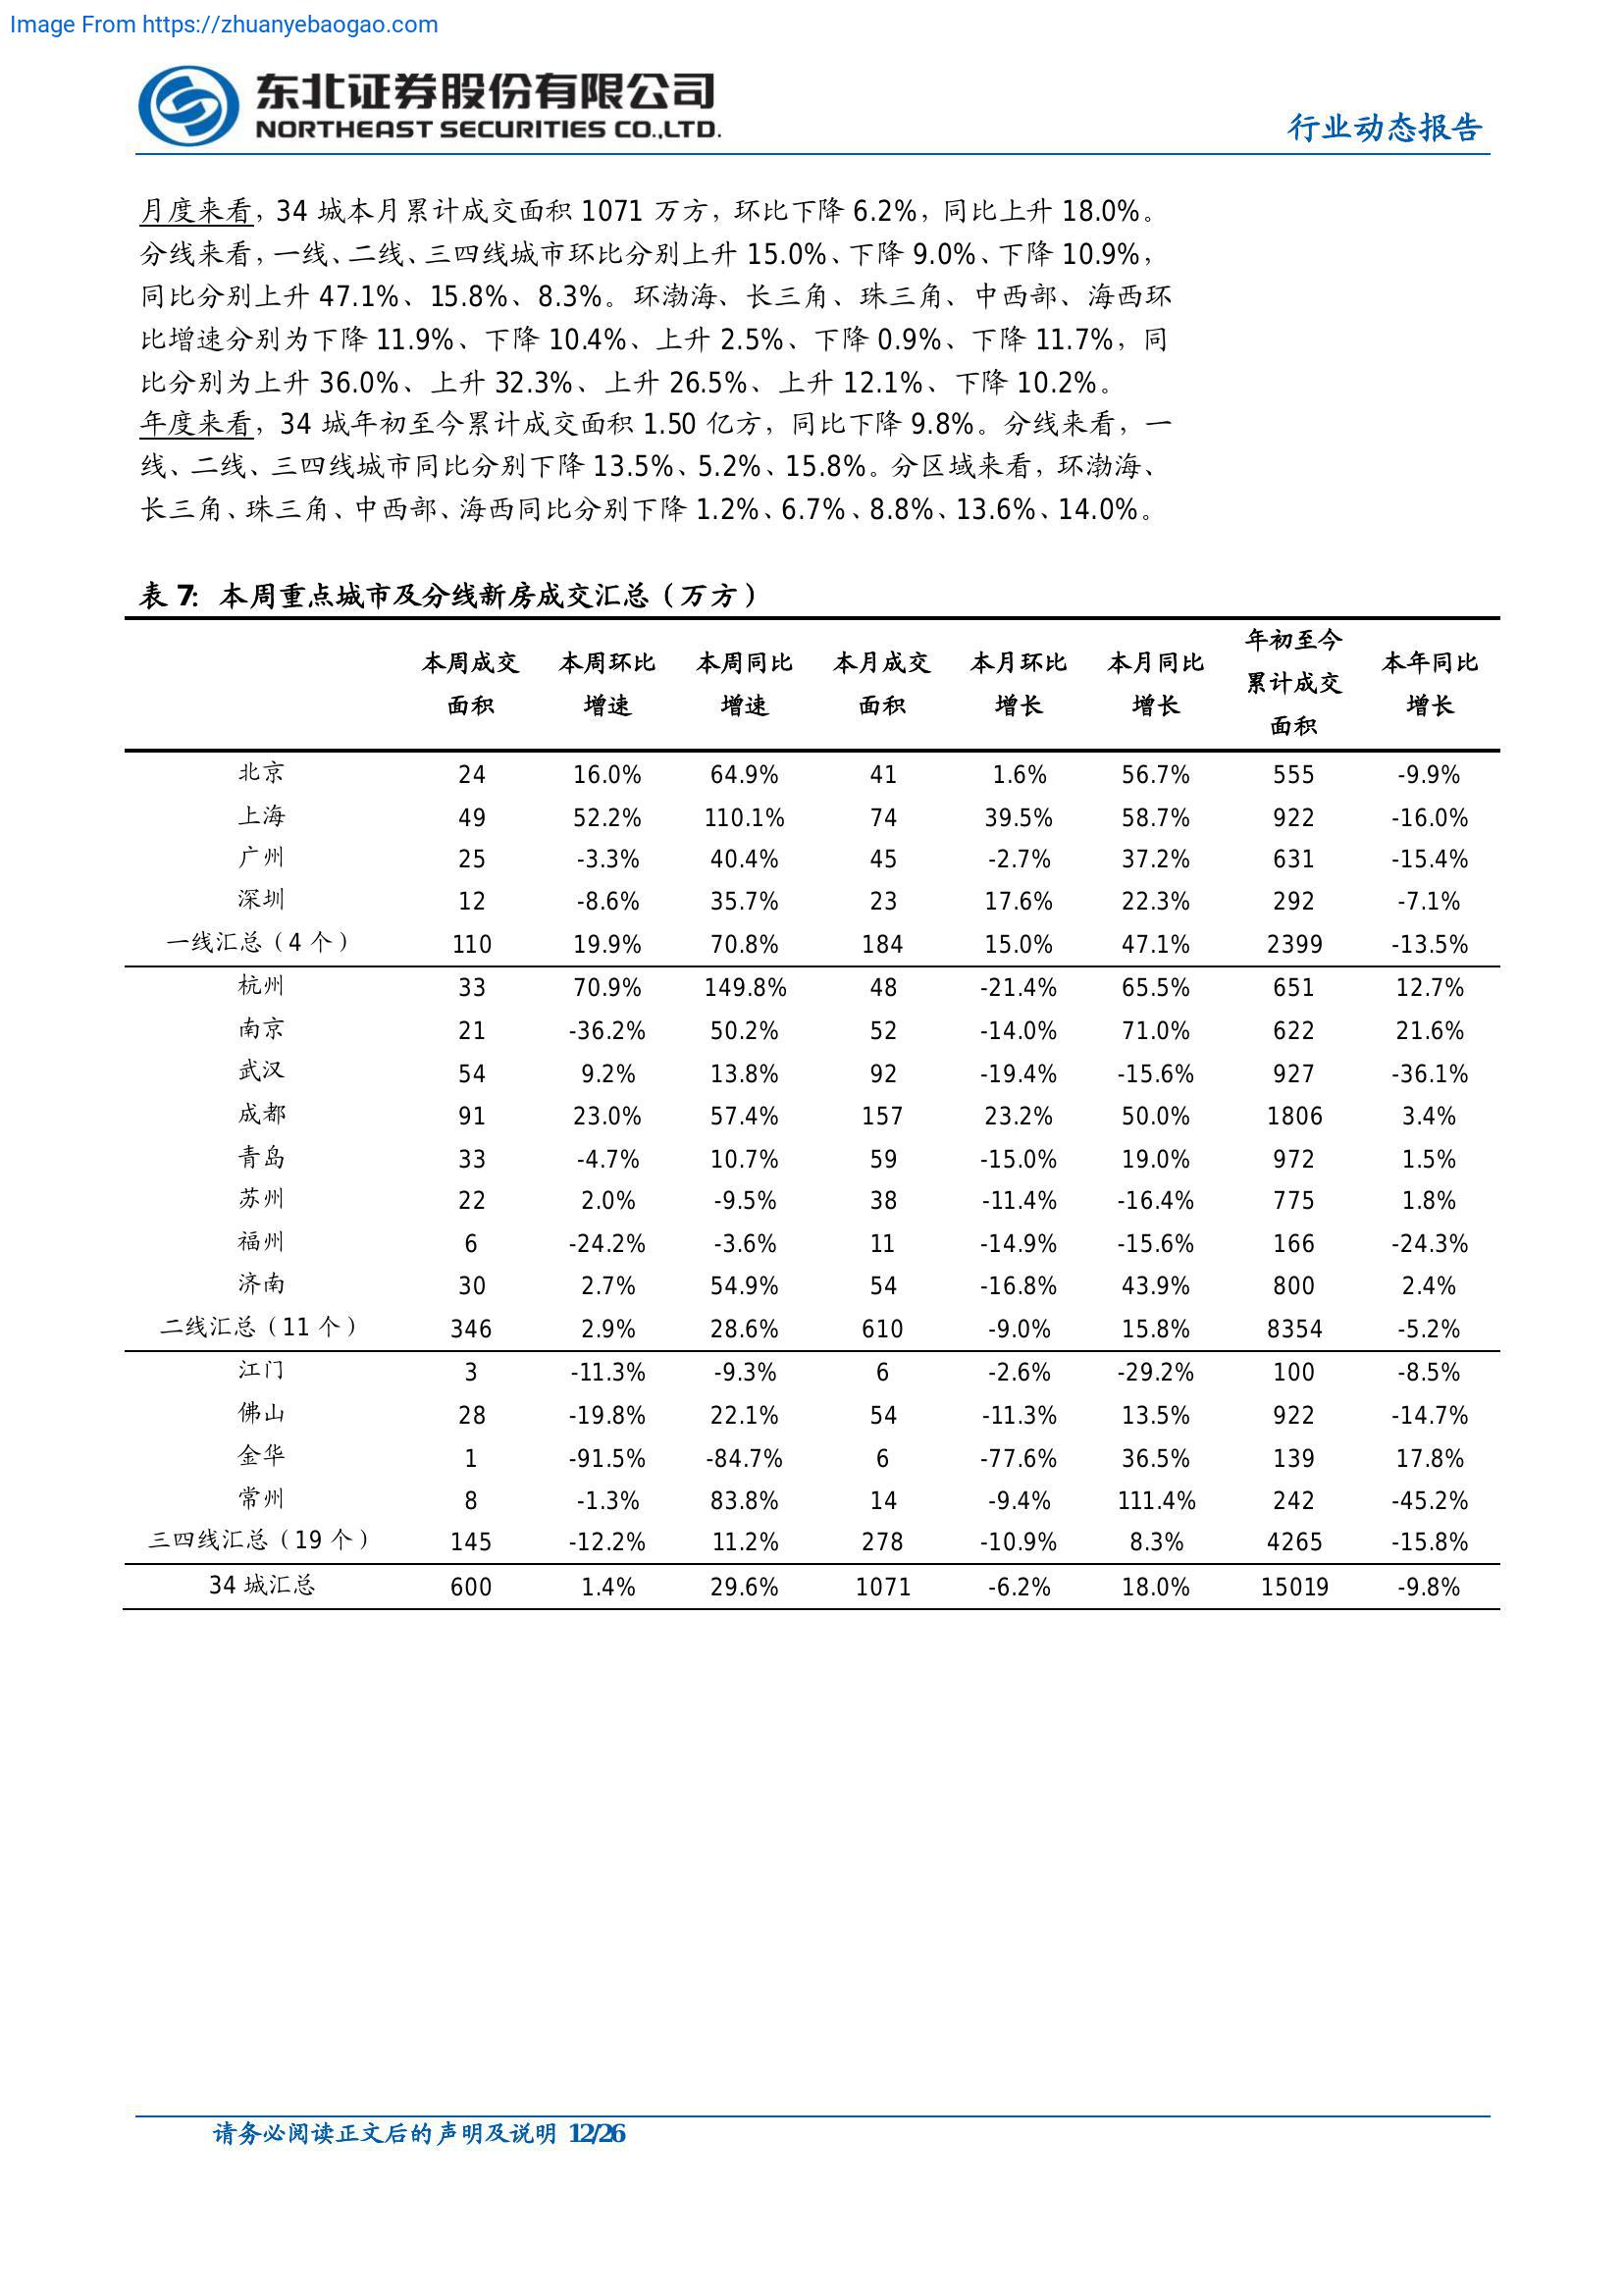 Image From https://zhuanyebaogao.com
东北证券股份有限公司
NORTHEAST SECURITIES CO.,LTD.
行业动态报告
月度来看，34 城本月累计成交面积 1071 万方，环比下降 6.2%，同比上升 18.0%。
分线来看，一线、二线、三四线城市环比分别上升 15.0%、下降 9.0%、下降 10.9%，
同比分别上升 47.1%、15.8%、8.3%。环渤海、长三角、珠三角、中西部、海西环
比增速分别为下降 11.9%、下降 10.4%、上升 2.5%、下降 0.9%、下降 11.7%，同
比分别为上升 36.0%、上升 32.3%、上升 26.5%、上升 12.1%、下降 10.2%。
年度来看，34 城年初至今累计成交面积 1.50 亿方，同比下降 9.8%。分线来看，一
线、二线、三四线城市同比分别下降 13.5%、5.2%、15.8%。分区域来看，环渤海、
长三角、珠三角、中西部、海西同比分别下降 1.2%、6.7%、8.8%、13.6%、14.0%。
表 7: 本周重点城市及分线新房成交汇总（万方）
本周成交面积 本周环比增速 本周同比增速 本月成交面积 本月环比增长 本月同比增长 年初至今累计成交面积 本年同比增长
北京 24 16.0% 64.9% 41 1.6% 56.7% 555 -9.9%
上海 49 52.2% 110.1% 74 39.5% 58.7% 922 -16.0%
广州 25 -3.3% 40.4% 45 -2.7% 37.2% 631 -15.4%
深圳 12 -8.6% 35.7% 23 17.6% 22.3% 292 -7.1%
一线汇总（4 个） 110 19.9% 70.8% 184 15.0% 47.1% 2399 -13.5%
杭州 33 70.9% 149.8% 48 -21.4% 65.5% 651 12.7%
南京 21 -36.2% 50.2% 52 -14.0% 71.0% 622 21.6%
武汉 54 9.2% 13.8% 92 -19.4% -15.6% 927 -36.1%
成都 91 23.0% 57.4% 157 23.2% 50.0% 1806 3.4%
青岛 33 -4.7% 10.7% 59 -15.0% 19.0% 972 1.5%
苏州 22 2.0% -9.5% 38 -11.4% -16.4% 775 1.8%
福州 6 -24.2% -3.6% 11 -14.9% -15.6% 166 -24.3%
济南 30 2.7% 54.9% 54 -16.8% 43.9% 800 2.4%
二线汇总（11 个） 346 2.9% 28.6% 610 -9.0% 15.8% 8354 -5.2%
江门 3 -11.3% -9.3% 6 -2.6% -29.2% 100 -8.5%
佛山 28 -19.8% 22.1% 54 -11.3% 13.5% 922 -14.7%
金华 1 -91.5% -84.7% 6 -77.6% 36.5% 139 17.8%
常州 8 -1.3% 83.8% 14 -9.4% 111.4% 242 -45.2%
三四线汇总（19 个） 145 -12.2% 11.2% 278 -10.9% 8.3% 4265 -15.8%
34 城汇总 600 1.4% 29.6% 1071 -6.2% 18.0% 15019 -9.8%
请务必阅读正文后的声明及说明 12/26